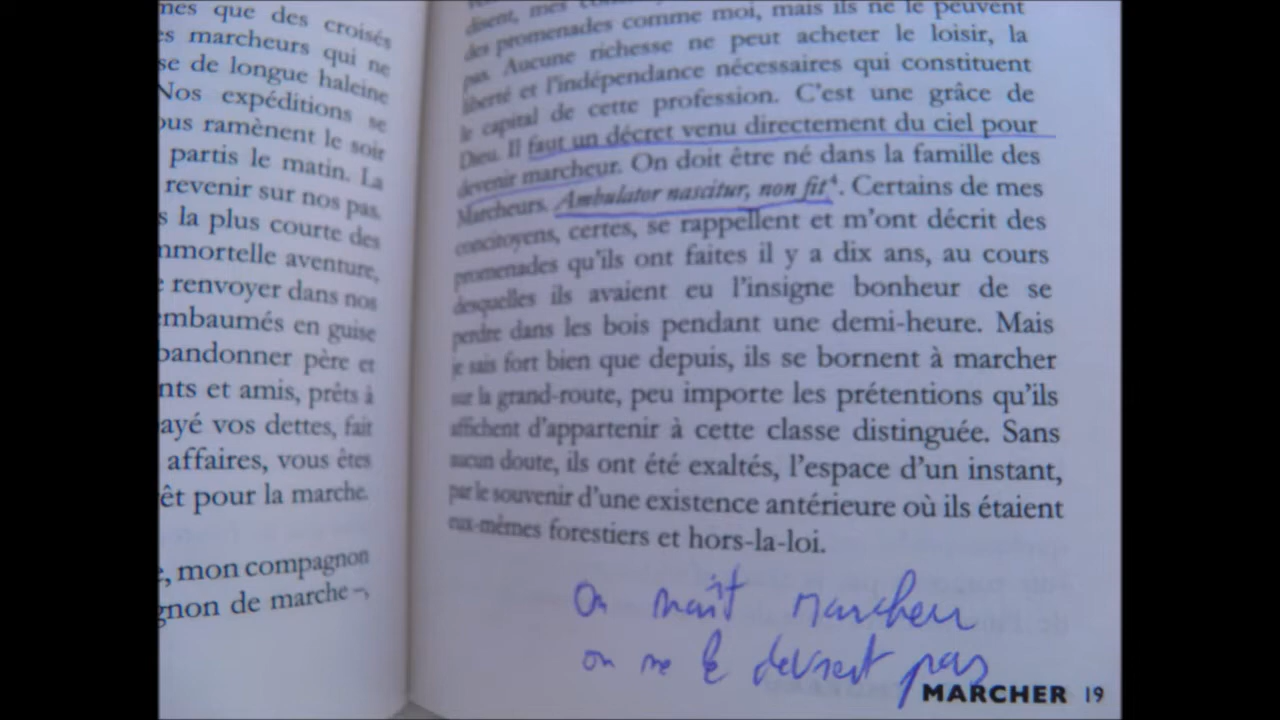 mes que des croisés
es marcheurs qui ne
se de longue haleine
Nos expéditions se
ous ramènent le soir
partis le matin. La
revenir sur nos pas.
s la plus courte des
mmortelle aventure,
e renvoyer dans nos
embaumés en guise
bandonner père et
nts et amis, prêts à
ayé vos dettes, fait
affaires, vous êtes
êt pour la marche.
e, mon compagnon
gnon de marche –,
disent, mes
des promenades comme moi, mais ils ne le peuvent
pas. Aucune richesse ne peut acheter le loisir, la
liberté et l'indépendance nécessaires qui constituent
le capital de cette profession. C'est une grâce de
Dieu. Il faut un décret venu directement du ciel pour
devenir marcheur. On doit être né dans la famille des
Marcheurs. Ambulator nascitur, non fit⁴. Certains de mes
concitoyens, certes, se rappellent et m'ont décrit des
promenades qu'ils ont faites il y a dix ans, au cours
desquelles ils avaient eu l'insigne bonheur de se
perdre dans les bois pendant une demi-heure. Mais
je sais fort bien que depuis, ils se bornent à marcher
sur la grand-route, peu importe les prétentions qu'ils
affichent d'appartenir à cette classe distinguée. Sans
aucun doute, ils ont été exaltés, l'espace d'un instant,
par le souvenir d'une existence antérieure où ils étaient
eux-mêmes forestiers et hors-la-loi.
On naît marcheur
on ne le devient pas
MARCHER 19